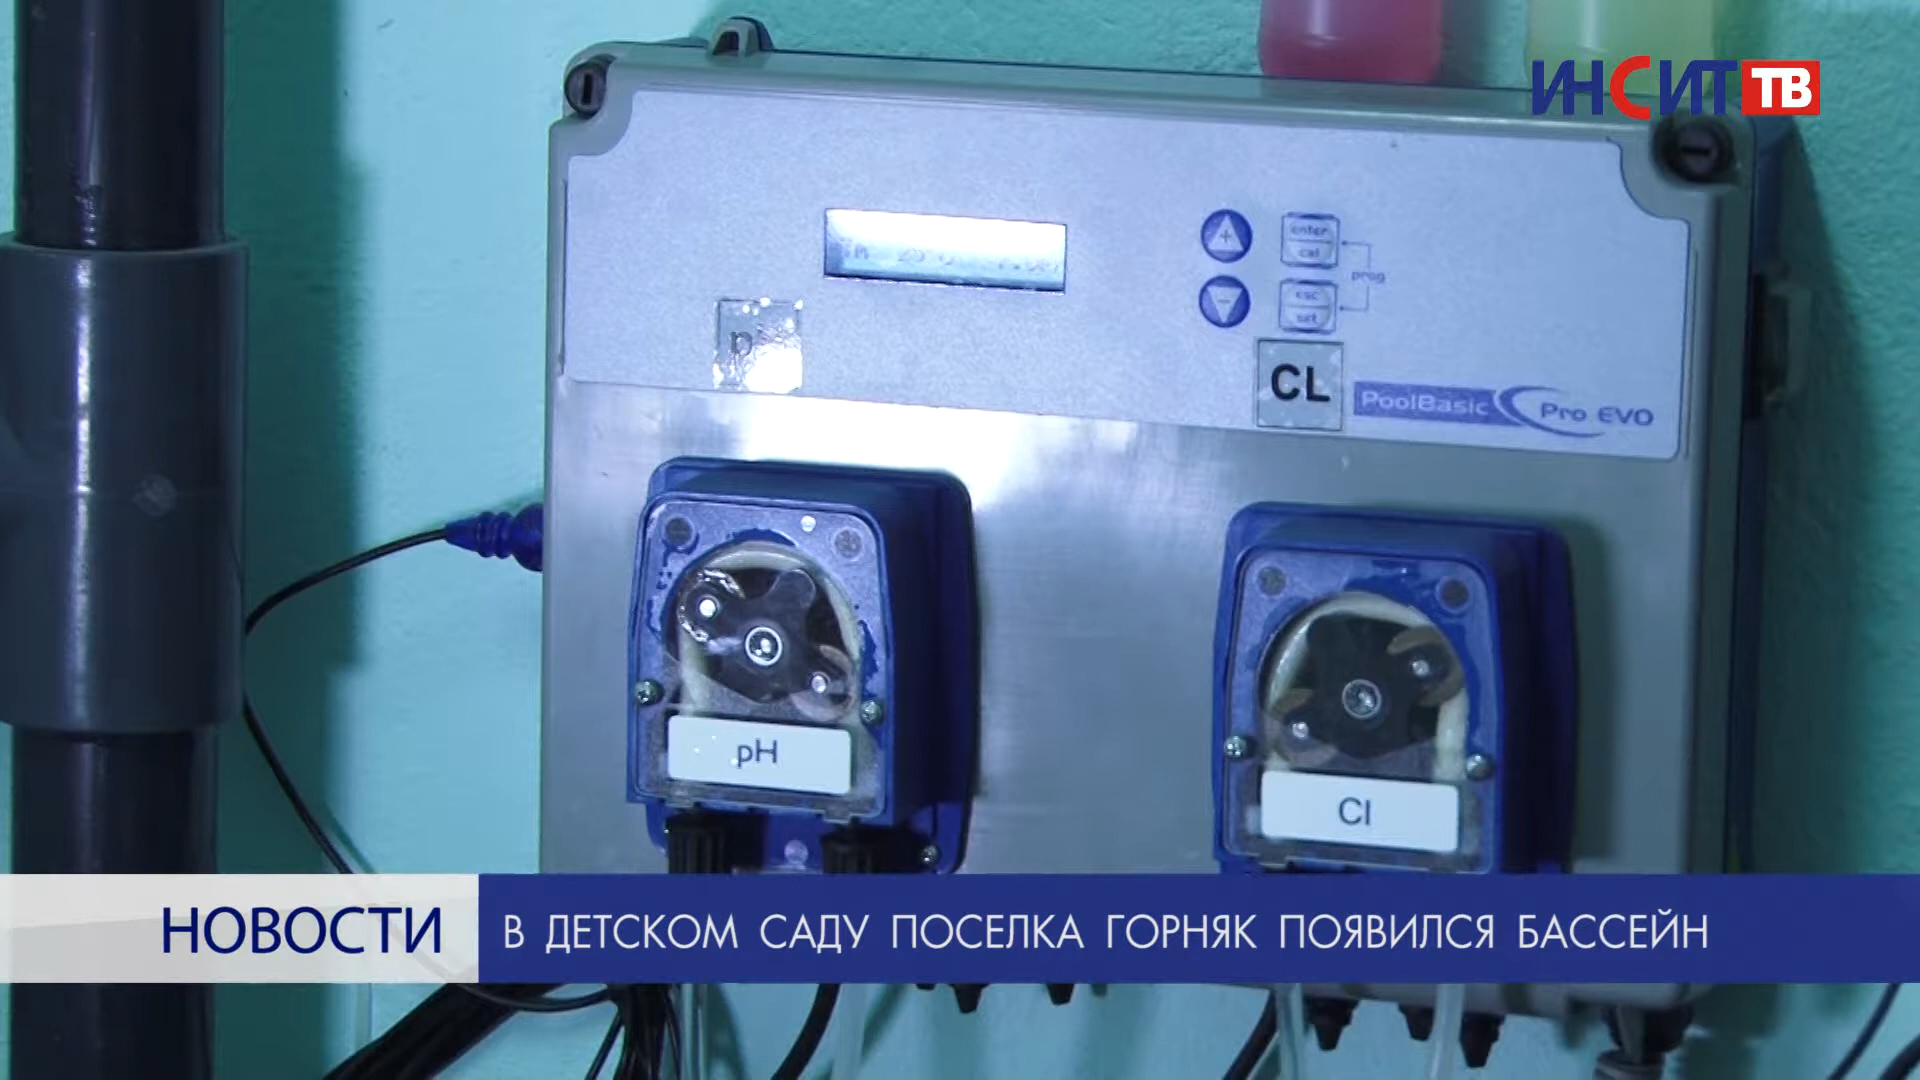 ИНСИТ ТВ
enter
cal
prog
esc
set
CL
PoolBasic Pro EVO
pH
Cl
НОВОСТИ
В ДЕТСКОМ САДУ ПОСЕЛКА ГОРНЯК ПОЯВИЛСЯ БАССЕЙН